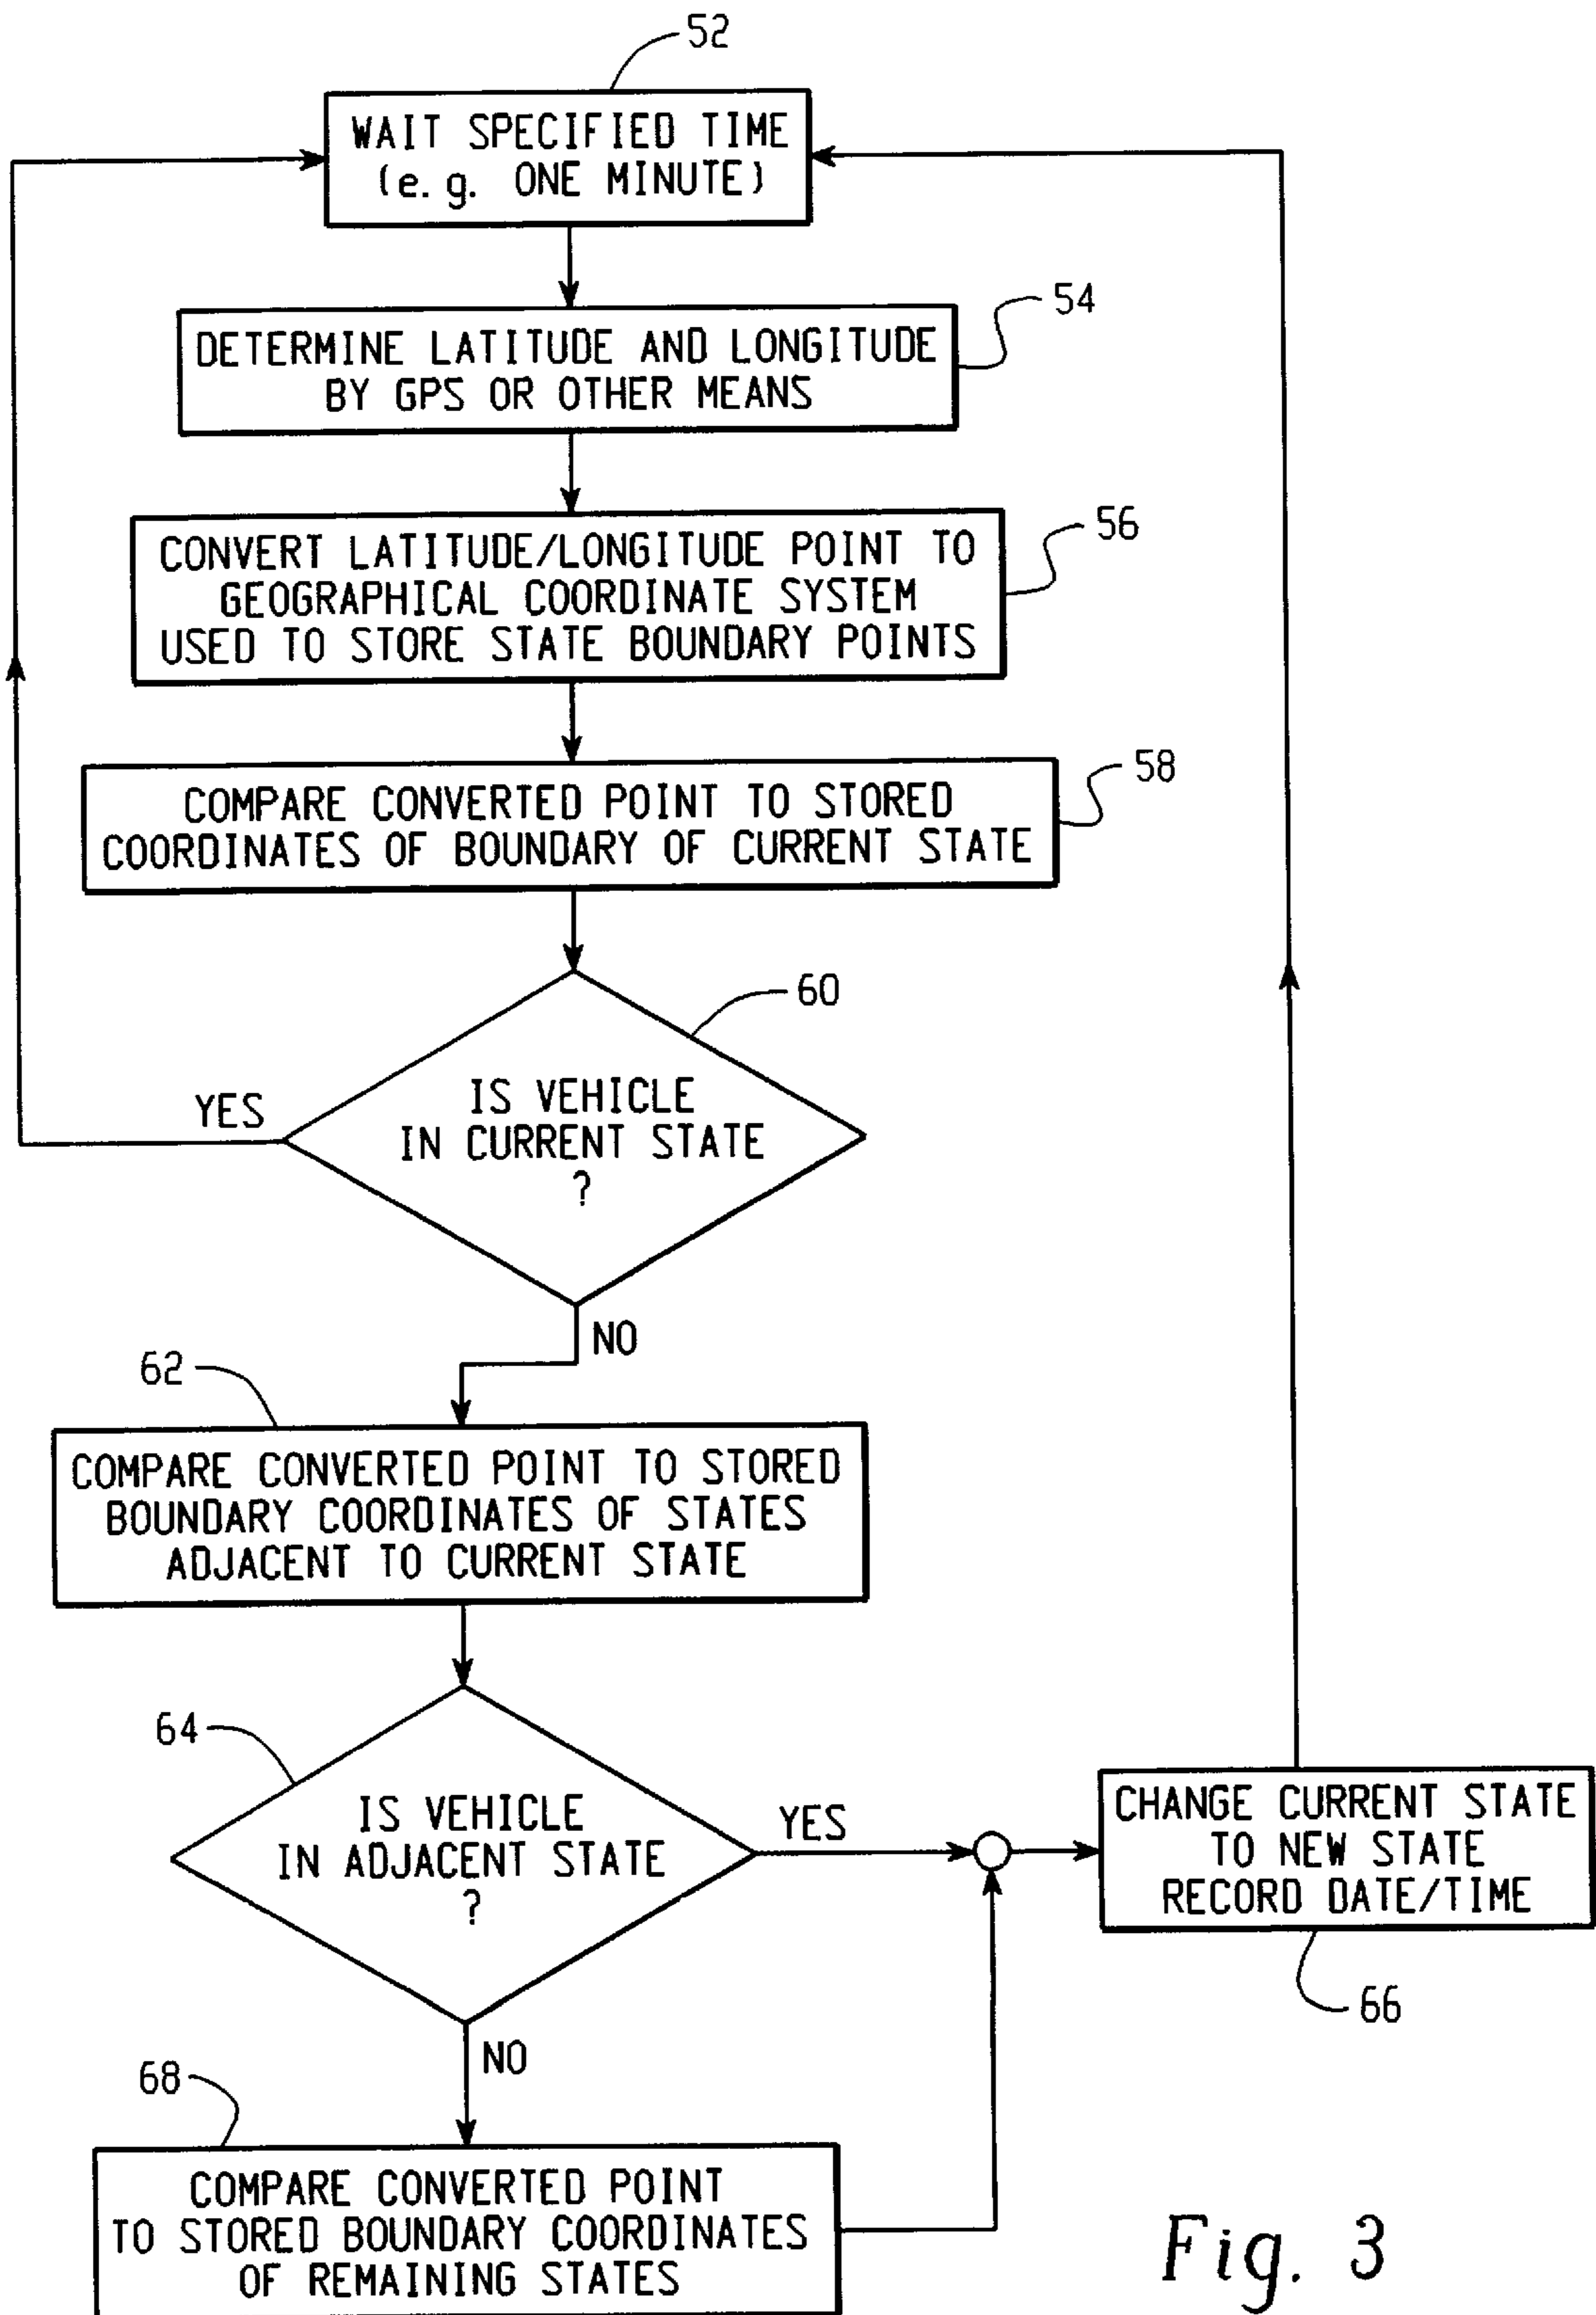 52
WAIT SPECIFIED TIME
(e. g. ONE MINUTE)
54
DETERMINE LATITUDE AND LONGITUDE
BY GPS OR OTHER MEANS
56
CONVERT LATITUDE/LONGITUDE POINT TO
GEOGRAPHICAL COORDINATE SYSTEM
USED TO STORE STATE BOUNDARY POINTS
58
COMPARE CONVERTED POINT TO STORED
COORDINATES OF BOUNDARY OF CURRENT STATE
60
YES
IS VEHICLE
IN CURRENT STATE
?
NO
62
COMPARE CONVERTED POINT TO STORED
BOUNDARY COORDINATES OF STATES
ADJACENT TO CURRENT STATE
64
IS VEHICLE
IN ADJACENT STATE
?
YES
CHANGE CURRENT STATE
TO NEW STATE
RECORD DATE/TIME
66
NO
68
COMPARE CONVERTED POINT
TO STORED BOUNDARY COORDINATES
OF REMAINING STATES
Fig. 3